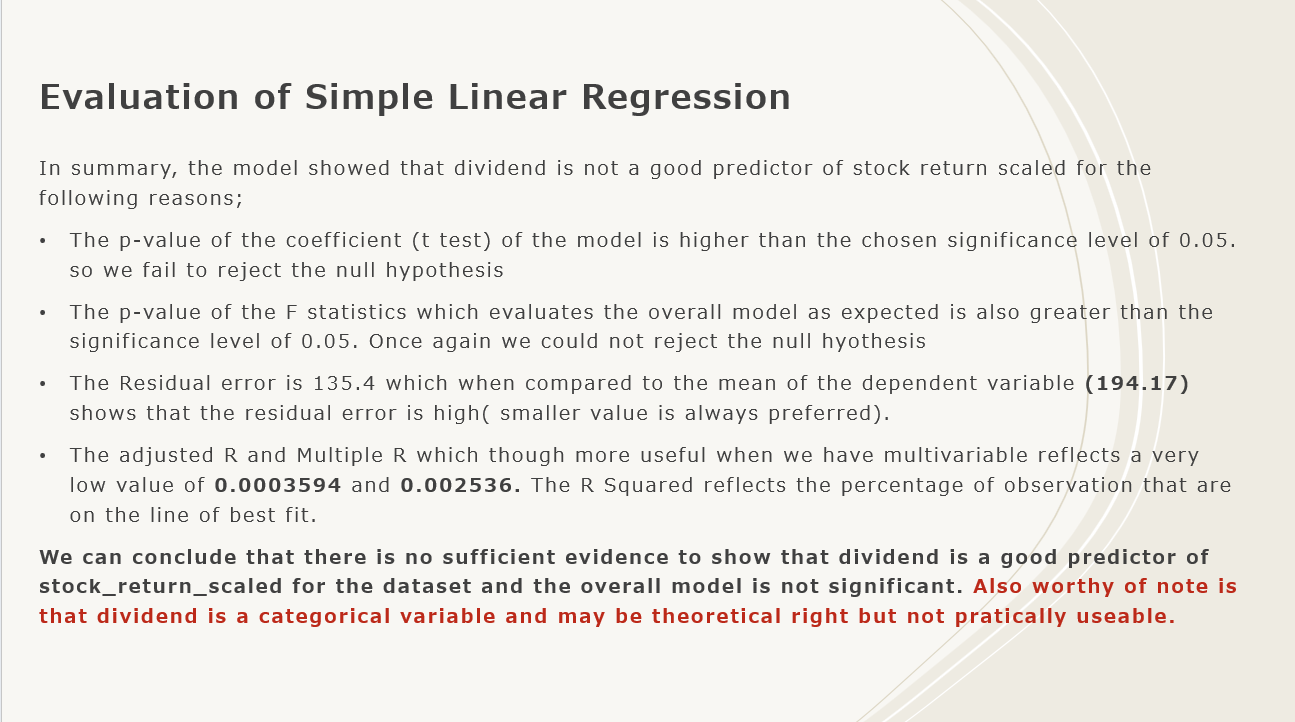 Evaluation of Simple Linear Regression
In summary, the model showed that dividend is not a good predictor of stock return scaled for the
following reasons;
• The p-value of the coefficient (t test) of the model is higher than the chosen significance level of 0.05.
so we fail to reject the null hypothesis
• The p-value of the F statistics which evaluates the overall model as expected is also greater than the
significance level of 0.05. Once again we could not reject the null hyothesis
• The Residual error is 135.4 which when compared to the mean of the dependent variable (194.17)
shows that the residual error is high( smaller value is always preferred).
• The adjusted R and Multiple R which though more useful when we have multivariable reflects a very
low value of 0.0003594 and 0.002536. The R Squared reflects the percentage of observation that are
on the line of best fit.
We can conclude that there is no sufficient evidence to show that dividend is a good predictor of
stock_return_scaled for the dataset and the overall model is not significant. Also worthy of note is
that dividend is a categorical variable and may be theoretical right but not pratically useable.